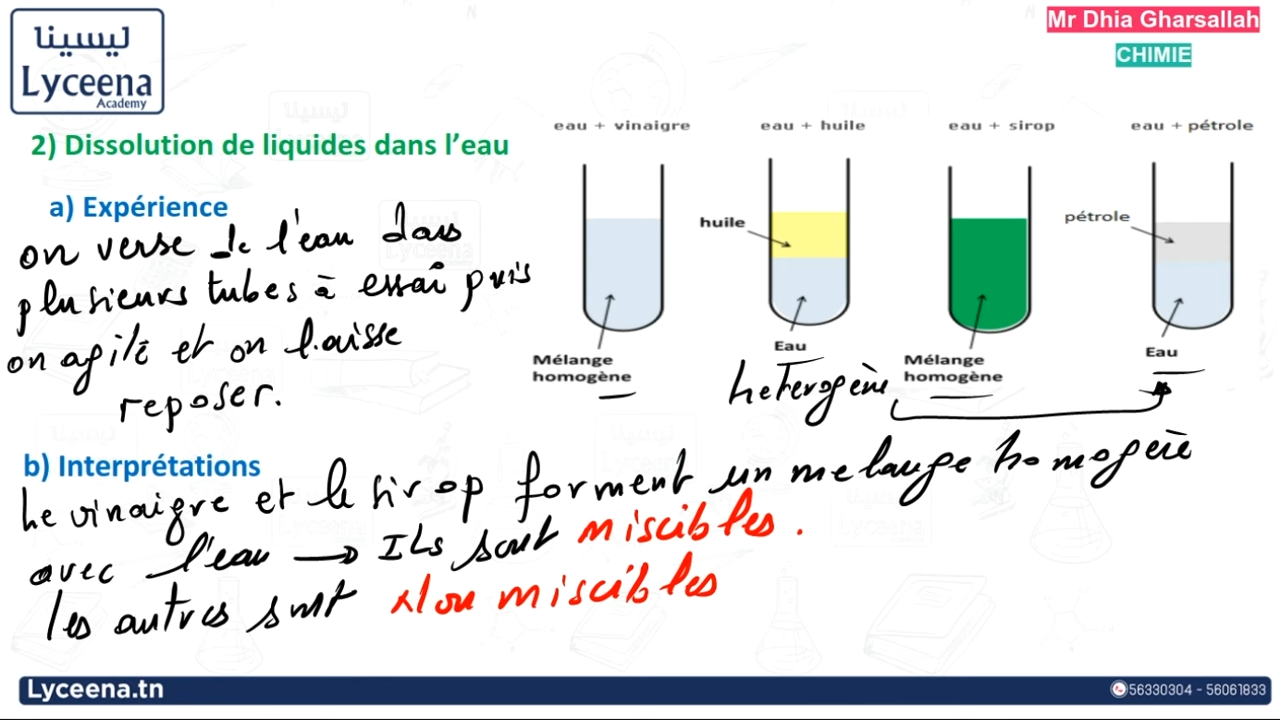 ليسينا
Lyceena
Academy
Mr Dhia Gharsallah
CHIMIE
2) Dissolution de liquides dans l'eau
a) Expérience
on verse de l'eau dans
plusieurs tubes à essai puis
on agite et on laisse
reposer.
eau + vinaigre
eau + huile
eau + sirop
eau + pétrole
huile
pétrole
Mélange
homogène
Eau
hétérogène
Mélange
homogène
Eau
b) Interprétations
Le vinaigre et le sirop forment un melange homogène
avec l'eau → Ils sont miscibles.
les autres sont Non miscibles
Lyceena.tn
56330304 - 56061833